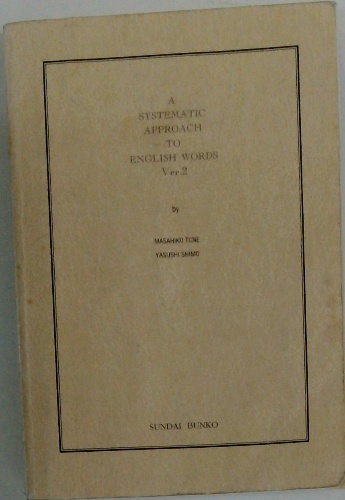 A
SYSTEMATIC
APPROACH
TO
ENGLISH WORDS
Ver.2
by
MASAHIKO TONE
YASUSHI SHIMO
SUNDAI BUNKO